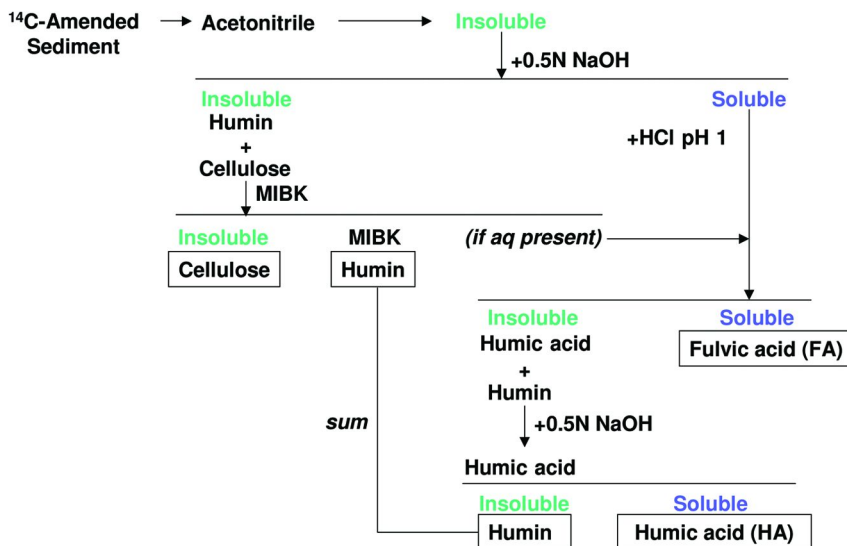 ¹⁴C-Amended Sediment
Acetonitrile
Insoluble
+0.5N NaOH
Insoluble
Humin
+
Cellulose
MIBK
Soluble
+HCl pH 1
Insoluble
Cellulose
MIBK
Humin
(if aq present)
Insoluble
Humic acid
+
Humin
+0.5N NaOH
Humic acid
Soluble
Fulvic acid (FA)
sum
Insoluble
Humin
Soluble
Humic acid (HA)